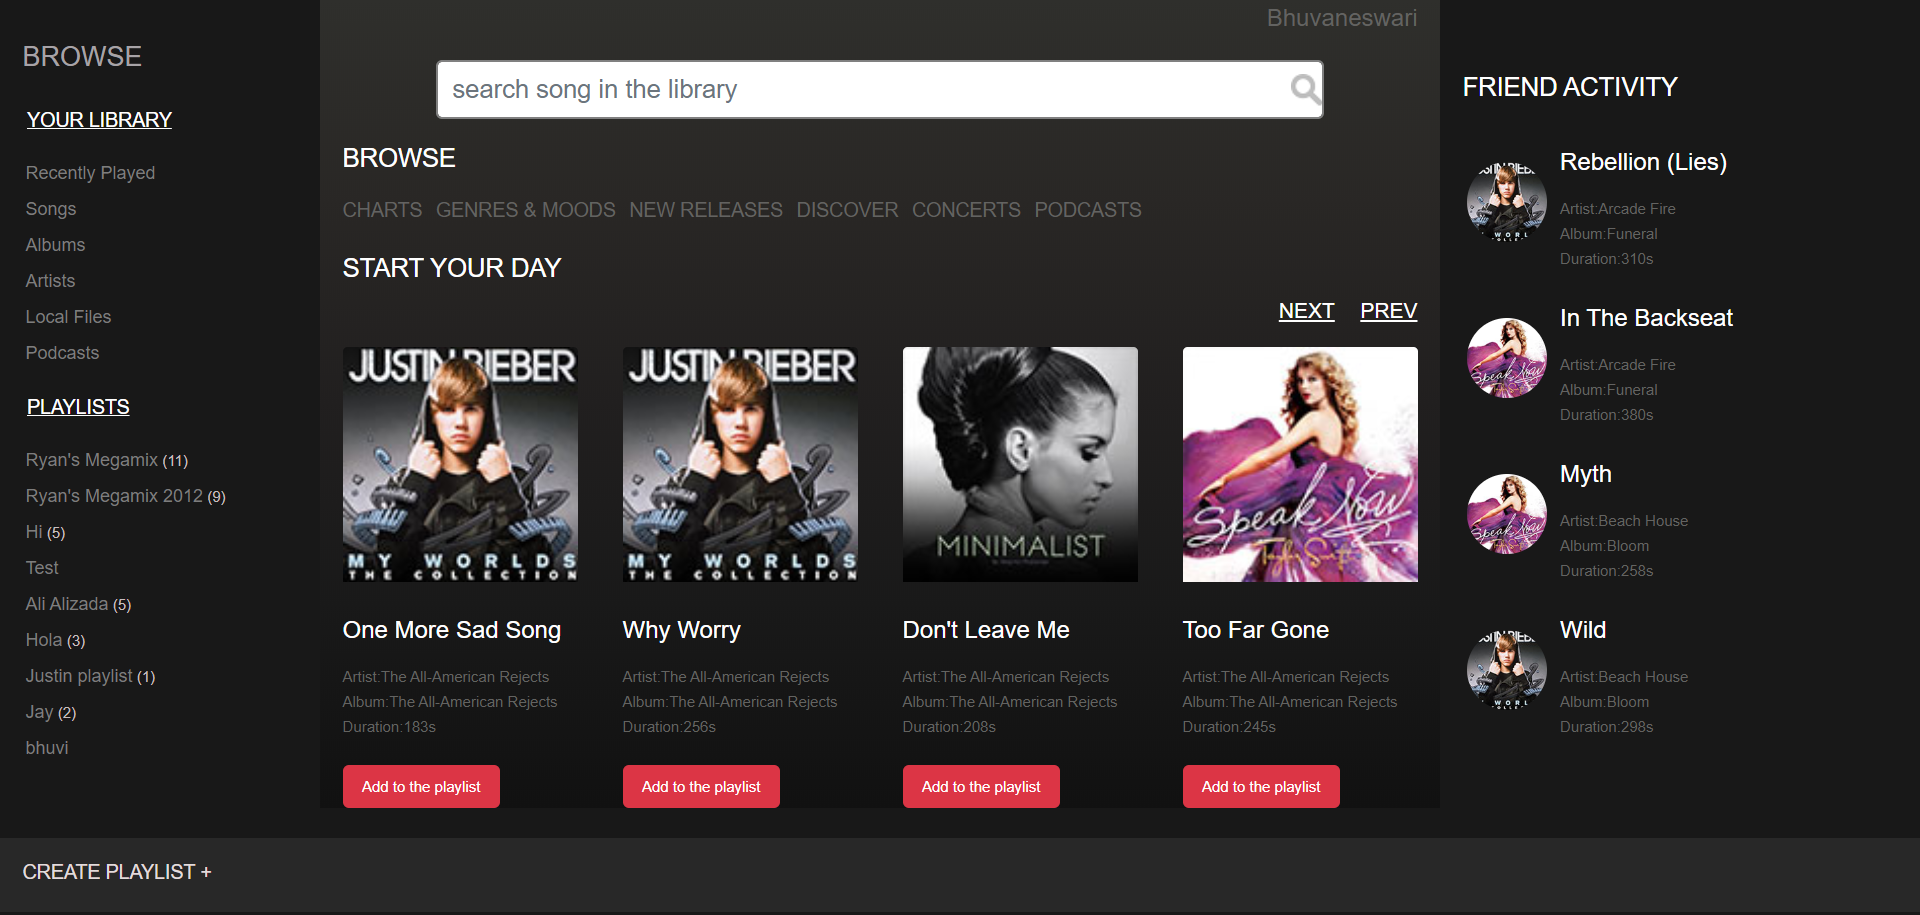 BROWSE
YOUR LIBRARY
Recently Played
Songs
Albums
Artists
Local Files
Podcasts
PLAYLISTS
Ryan's Megamix (11)
Ryan's Megamix 2012 (9)
Hi (5)
Test
Ali Alizada (5)
Hola (3)
Justin playlist (1)
Jay (2)
bhuvi
Bhuvaneswari
search song in the library
BROWSE
CHARTS GENRES & MOODS NEW RELEASES DISCOVER CONCERTS PODCASTS
START YOUR DAY
NEXT PREV
JUSTIN BIEBER
MY WORLDS
THE COLLECTION
One More Sad Song
Artist:The All-American Rejects
Album:The All-American Rejects
Duration:183s
Add to the playlist
JUSTIN BIEBER
MY WORLDS
THE COLLECTION
Why Worry
Artist:The All-American Rejects
Album:The All-American Rejects
Duration:256s
Add to the playlist
MINIMALIST
Don't Leave Me
Artist:The All-American Rejects
Album:The All-American Rejects
Duration:208s
Add to the playlist
Speak Now
Taylor Swift
Too Far Gone
Artist:The All-American Rejects
Album:The All-American Rejects
Duration:245s
Add to the playlist
FRIEND ACTIVITY
Rebellion (Lies)
Artist:Arcade Fire
Album:Funeral
Duration:310s
Speak Now
In The Backseat
Artist:Arcade Fire
Album:Funeral
Duration:380s
Speak Now
Myth
Artist:Beach House
Album:Bloom
Duration:258s
Wild
Artist:Beach House
Album:Bloom
Duration:298s
CREATE PLAYLIST +